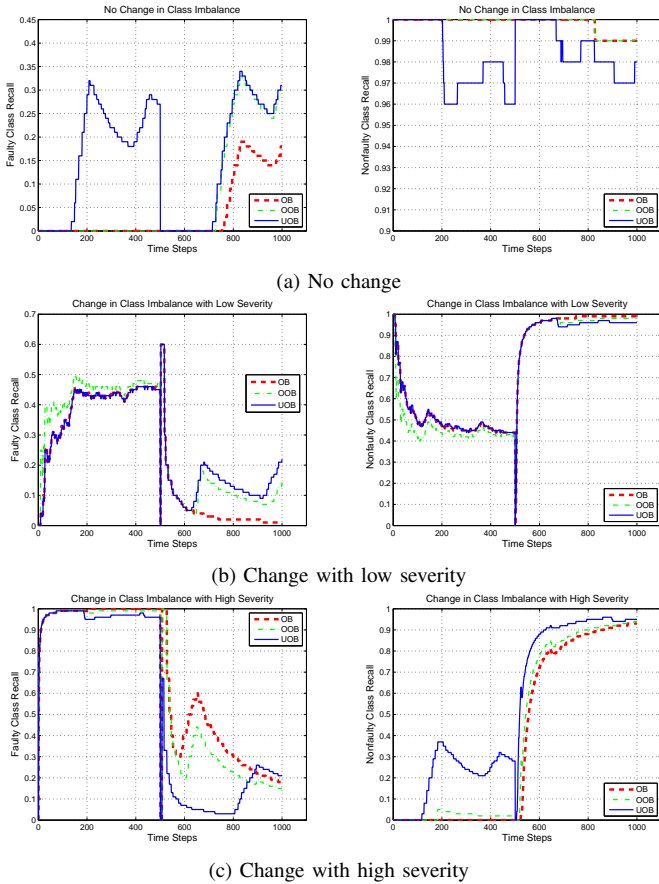 No Change in Class Imbalance
0.45
0.4
0.35
0.3
0.25
0.2
0.15
0.1
0.05
0
Faulty Class Recall
0 200 400 600 800 1000
Time Steps
OB
OOB
UOB
No Change in Class Imbalance
1
0.99
0.98
0.97
0.96
0.95
0.94
0.93
0.92
0.91
0.9
Nonfaulty Class Recall
0 200 400 600 800 1000
Time Steps
OB
OOB
UOB
(a) No change
Change in Class Imbalance with Low Severity
0.7
0.6
0.5
0.4
0.3
0.2
0.1
0
Faulty Class Recall
0 200 400 600 800 1000
Time Steps
OB
OOB
UOB
Change in Class Imbalance with Low Severity
1
0.9
0.8
0.7
0.6
0.5
0.4
0.3
0.2
0.1
0
Nonfaulty Class Recall
0 200 400 600 800 1000
Time Steps
OB
OOB
UOB
(b) Change with low severity
Change in Class Imbalance with High Severity
1
0.9
0.8
0.7
0.6
0.5
0.4
0.3
0.2
0.1
0
Faulty Class Recall
0 200 400 600 800 1000
Time Steps
OB
OOB
UOB
Change in Class Imbalance with High Severity
1
0.9
0.8
0.7
0.6
0.5
0.4
0.3
0.2
0.1
0
Nonfaulty Class Recall
0 200 400 600 800 1000
Time Steps
OB
OOB
UOB
(c) Change with high severity